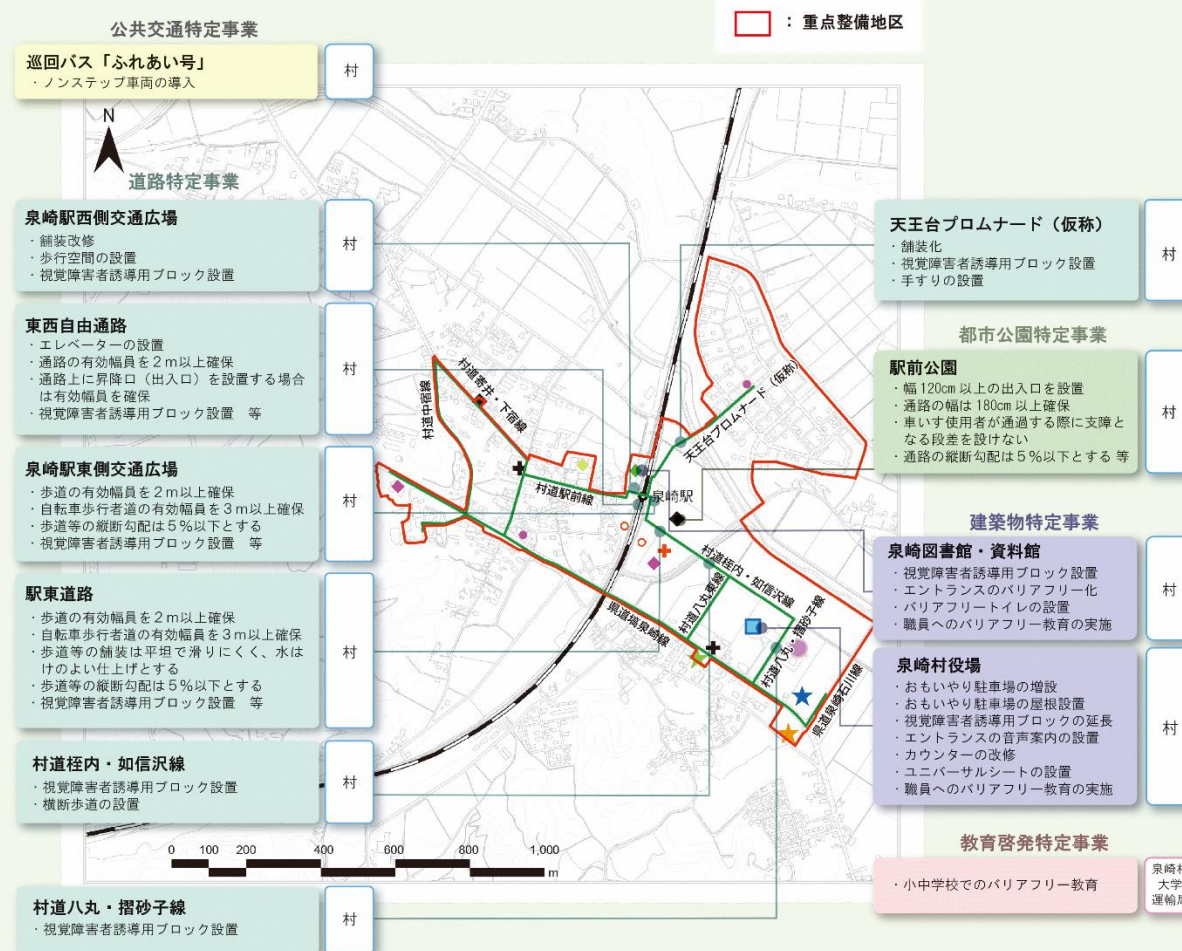 ：重点整備地区
公共交通特定事業
巡回バス「ふれあい号」
・ノンステップ車両の導入
村
N
道路特定事業
泉崎駅西側交通広場
・舗装改修
・歩行空間の設置
・視覚障害者誘導用ブロック設置
村
東西自由通路
・エレベーターの設置
・通路の有効幅員を２ｍ以上確保
・通路上に昇降口（出入口）を設置する場合
は有効幅員を確保
・視覚障害者誘導用ブロック設置　等
村
泉崎駅東側交通広場
・歩道の有効幅員を２ｍ以上確保
・自転車歩行者道の有効幅員を３ｍ以上確保
・歩道等の縦断勾配は５％以下とする
・視覚障害者誘導用ブロック設置　等
村
駅東道路
・歩道の有効幅員を２ｍ以上確保
・自転車歩行者道の有効幅員を３ｍ以上確保
・歩道等の舗装は平坦で滑りにくく、水は
けのよい仕上げとする
・歩道等の縦断勾配は５％以下とする
・視覚障害者誘導用ブロック設置　等
村
村道桎内・如信沢線
・視覚障害者誘導用ブロック設置
・横断歩道の設置
村
村道八丸・摺砂子線
・視覚障害者誘導用ブロック設置
村
村道中宿線
村道寄井・下宿線
村道駅前線
天王台プロムナード（仮称）
泉崎駅
村道桎内・如信沢線
村道八丸東線
村道八丸・摺砂子線
県道塙泉崎線
県道泉崎石川線
0 100 200 400 600 800 1,000
m
天王台プロムナード（仮称）
・舗装化
・視覚障害者誘導用ブロック設置
・手すりの設置
村
都市公園特定事業
駅前公園
・幅120cm以上の出入口を設置
・通路の幅は180cm以上確保
・車いす使用者が通過する際に支障と
なる段差を設けない
・通路の縦断勾配は５％以下とする 等
村
建築物特定事業
泉崎図書館・資料館
・視覚障害者誘導用ブロック設置
・エントランスのバリアフリー化
・バリアフリートイレの設置
・職員へのバリアフリー教育の実施
村
泉崎村役場
・おもいやり駐車場の増設
・おもいやり駐車場の屋根設置
・視覚障害者誘導用ブロックの延長
・エントランスの音声案内の設置
・カウンターの改修
・ユニバーサルシートの設置
・職員へのバリアフリー教育の実施
村
教育啓発特定事業
・小中学校でのバリアフリー教育
泉崎村
大学
運輸局